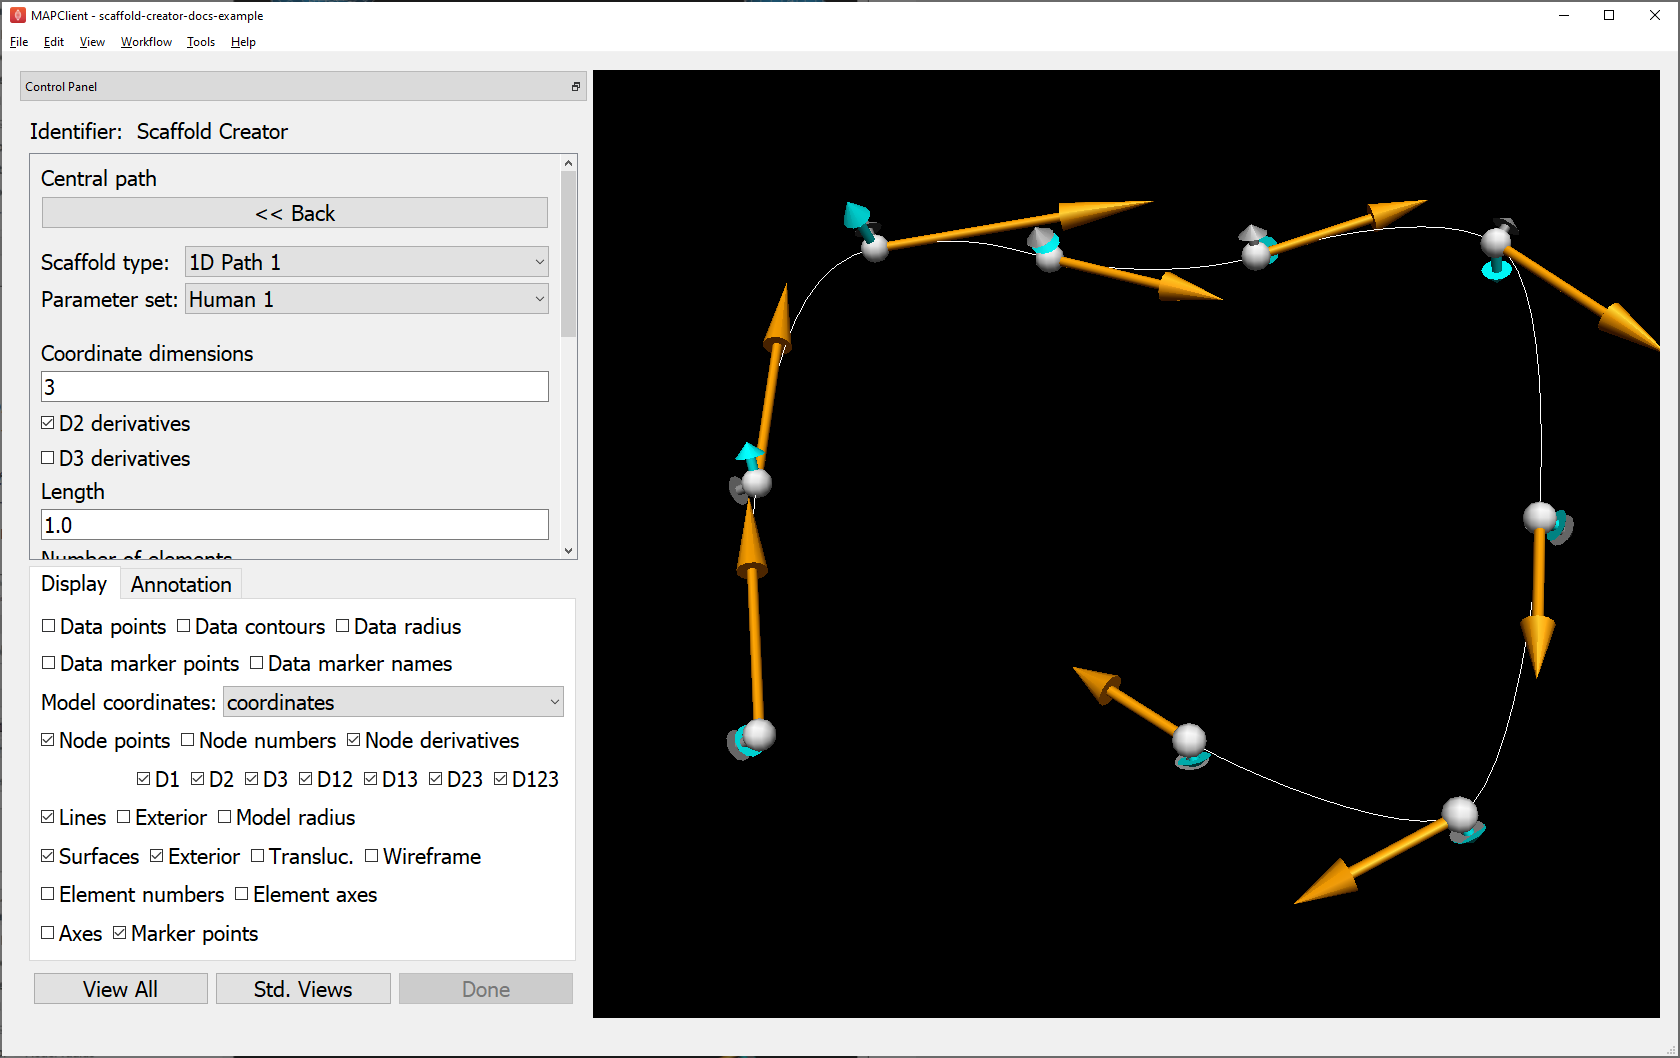 MAPClient - scaffold-creator-docs-example
File Edit View Workflow Tools Help
Control Panel
Identifier: Scaffold Creator
Central path
<< Back
Scaffold type: 1D Path 1
Parameter set: Human 1
Coordinate dimensions
3
D2 derivatives
D3 derivatives
Length
1.0
Number of elements
Display Annotation
Data points Data contours Data radius
Data marker points Data marker names
Model coordinates: coordinates
Node points Node numbers Node derivatives
D1 D2 D3 D12 D13 D23 D123
Lines Exterior Model radius
Surfaces Exterior Transluc. Wireframe
Element numbers Element axes
Axes Marker points
View All Std. Views Done